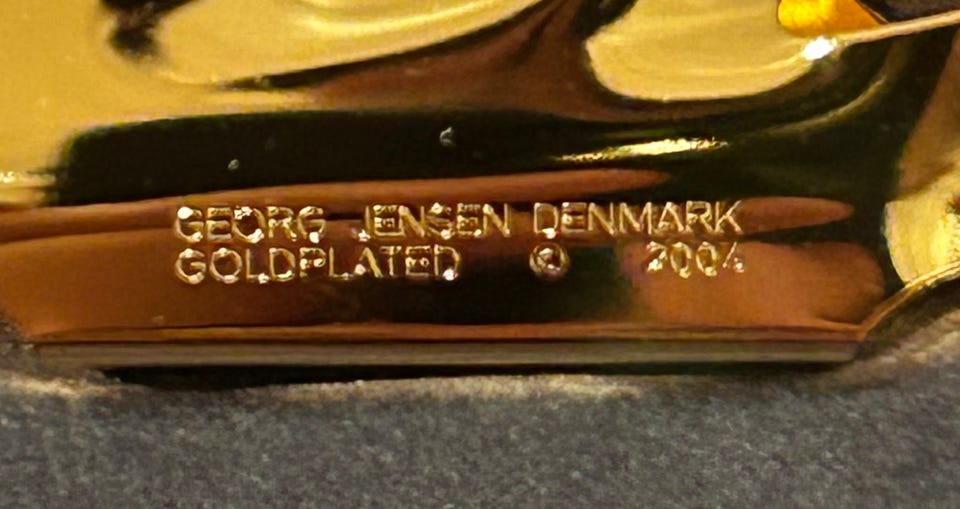 GEORG JENSEN DENMARK
GOLDPLATED © 2004